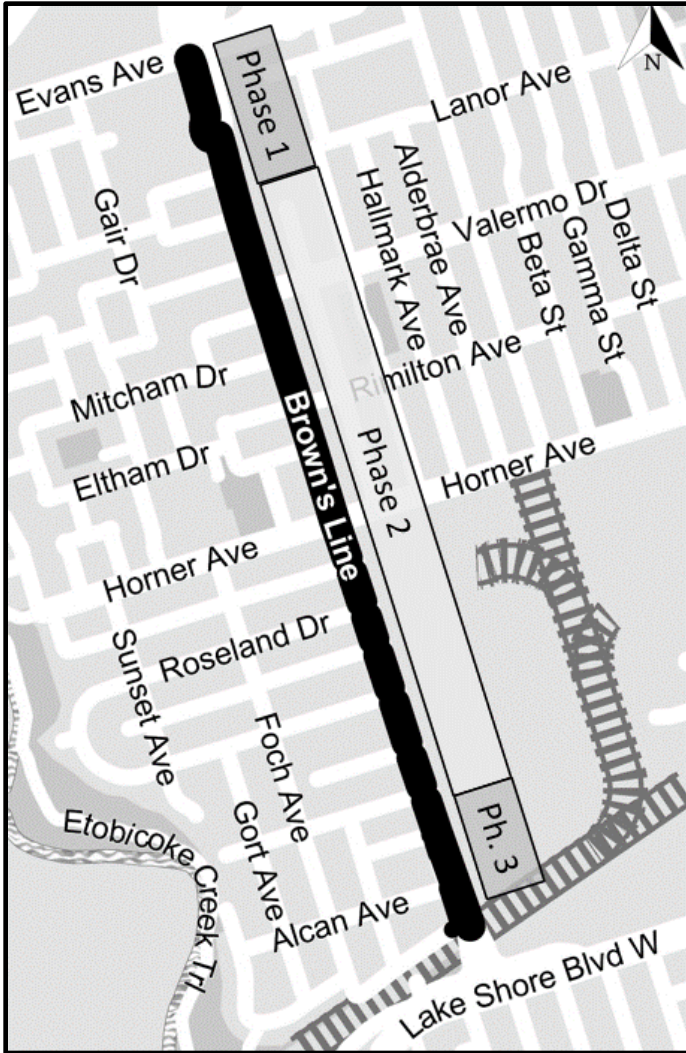 Evans Ave
Phase 1
N
Lanor Ave
Gair Dr
Alderbrae Ave
Hallmark Ave
Valermo Dr
Delta St
Gamma St
Beta St
Rimilton Ave
Mitcham Dr
Brown's Line
Phase 2
Eltham Dr
Horner Ave
Horner Ave
Roseland Dr
Sunset Ave
Foch Ave
Gort Ave
Ph. 3
Etobicoke Creek Trl
Alcan Ave
Lake Shore Blvd W